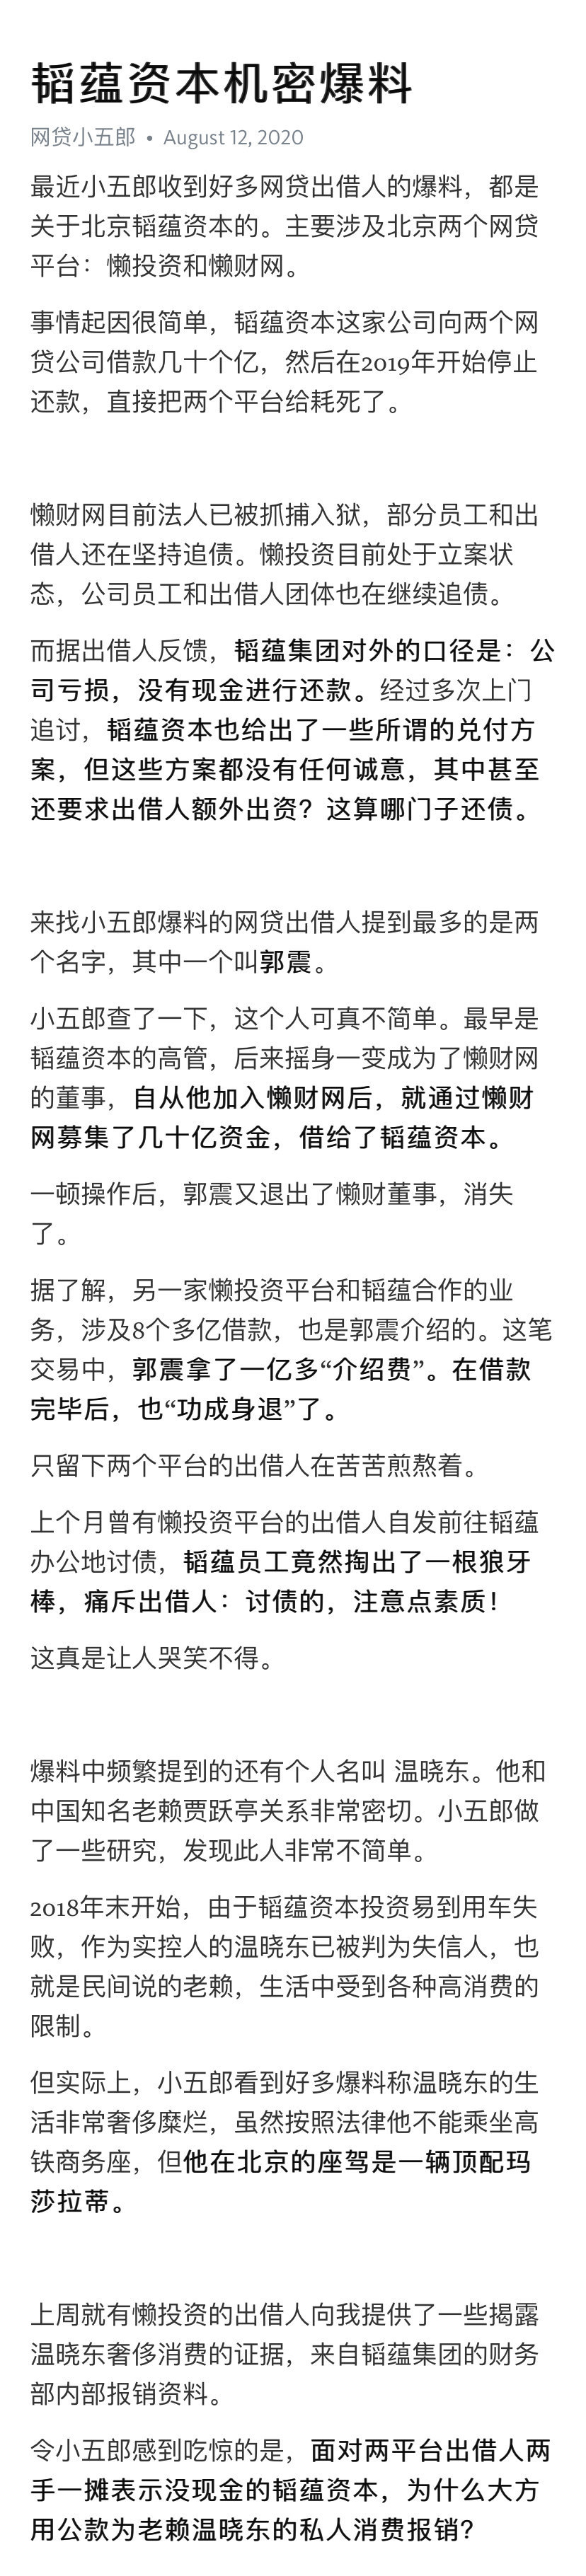 韬蕴资本机密爆料
网贷小五郎 • August 12, 2020
最近小五郎收到好多网贷出借人的爆料，都是
关于北京韬蕴资本的。主要涉及北京两个网贷
平台：懒投资和懒财网。
事情起因很简单，韬蕴资本这家公司向两个网
贷公司借款几十个亿，然后在2019年开始停止
还款，直接把两个平台给耗死了。
懒财网目前法人已被抓捕入狱，部分员工和出
借人还在坚持追债。懒投资目前处于立案状
态，公司员工和出借人团体也在继续追债。
而据出借人反馈，韬蕴集团对外的口径是：公
司亏损，没有现金进行还款。经过多次上门
追讨，韬蕴资本也给出了一些所谓的兑付方
案，但这些方案都没有任何诚意，其中甚至
还要求出借人额外出资？这算哪门子还债。
来找小五郎爆料的网贷出借人提到最多的是两
个名字，其中一个叫郭震。
小五郎查了一下，这个人可真不简单。最早是
韬蕴资本的高管，后来摇身一变成为了懒财网
的董事，自从他加入懒财网后，就通过懒财
网募集了几十亿资金，借给了韬蕴资本。
一顿操作后，郭震又退出了懒财董事，消失
了。
据了解，另一家懒投资平台和韬蕴合作的业
务，涉及8个多亿借款，也是郭震介绍的。这笔
交易中，郭震拿了一亿多“介绍费”。在借款
完毕后，也“功成身退”了。
只留下两个平台的出借人在苦苦煎熬着。
上个月曾有懒投资平台的出借人自发前往韬蕴
办公地讨债，韬蕴员工竟然掏出了一根狼牙
棒，痛斥出借人：讨债的，注意点素质！
这真是让人哭笑不得。
爆料中频繁提到的还有个人名叫 温晓东。他和
中国知名老赖贾跃亭关系非常密切。小五郎做
了一些研究，发现此人非常不简单。
2018年末开始，由于韬蕴资本投资易到用车失
败，作为实控人的温晓东已被判为失信人，也
就是民间说的老赖，生活中受到各种高消费的
限制。
但实际上，小五郎看到好多爆料称温晓东的生
活非常奢侈糜烂，虽然按照法律他不能乘坐高
铁商务座，但他在北京的座驾是一辆顶配玛
莎拉蒂。
上周就有懒投资的出借人向我提供了一些揭露
温晓东奢侈消费的证据，来自韬蕴集团的财务
部内部报销资料。
令小五郎感到吃惊的是，面对两平台出借人两
手一摊表示没现金的韬蕴资本，为什么大方
用公款为老赖温晓东的私人消费报销？